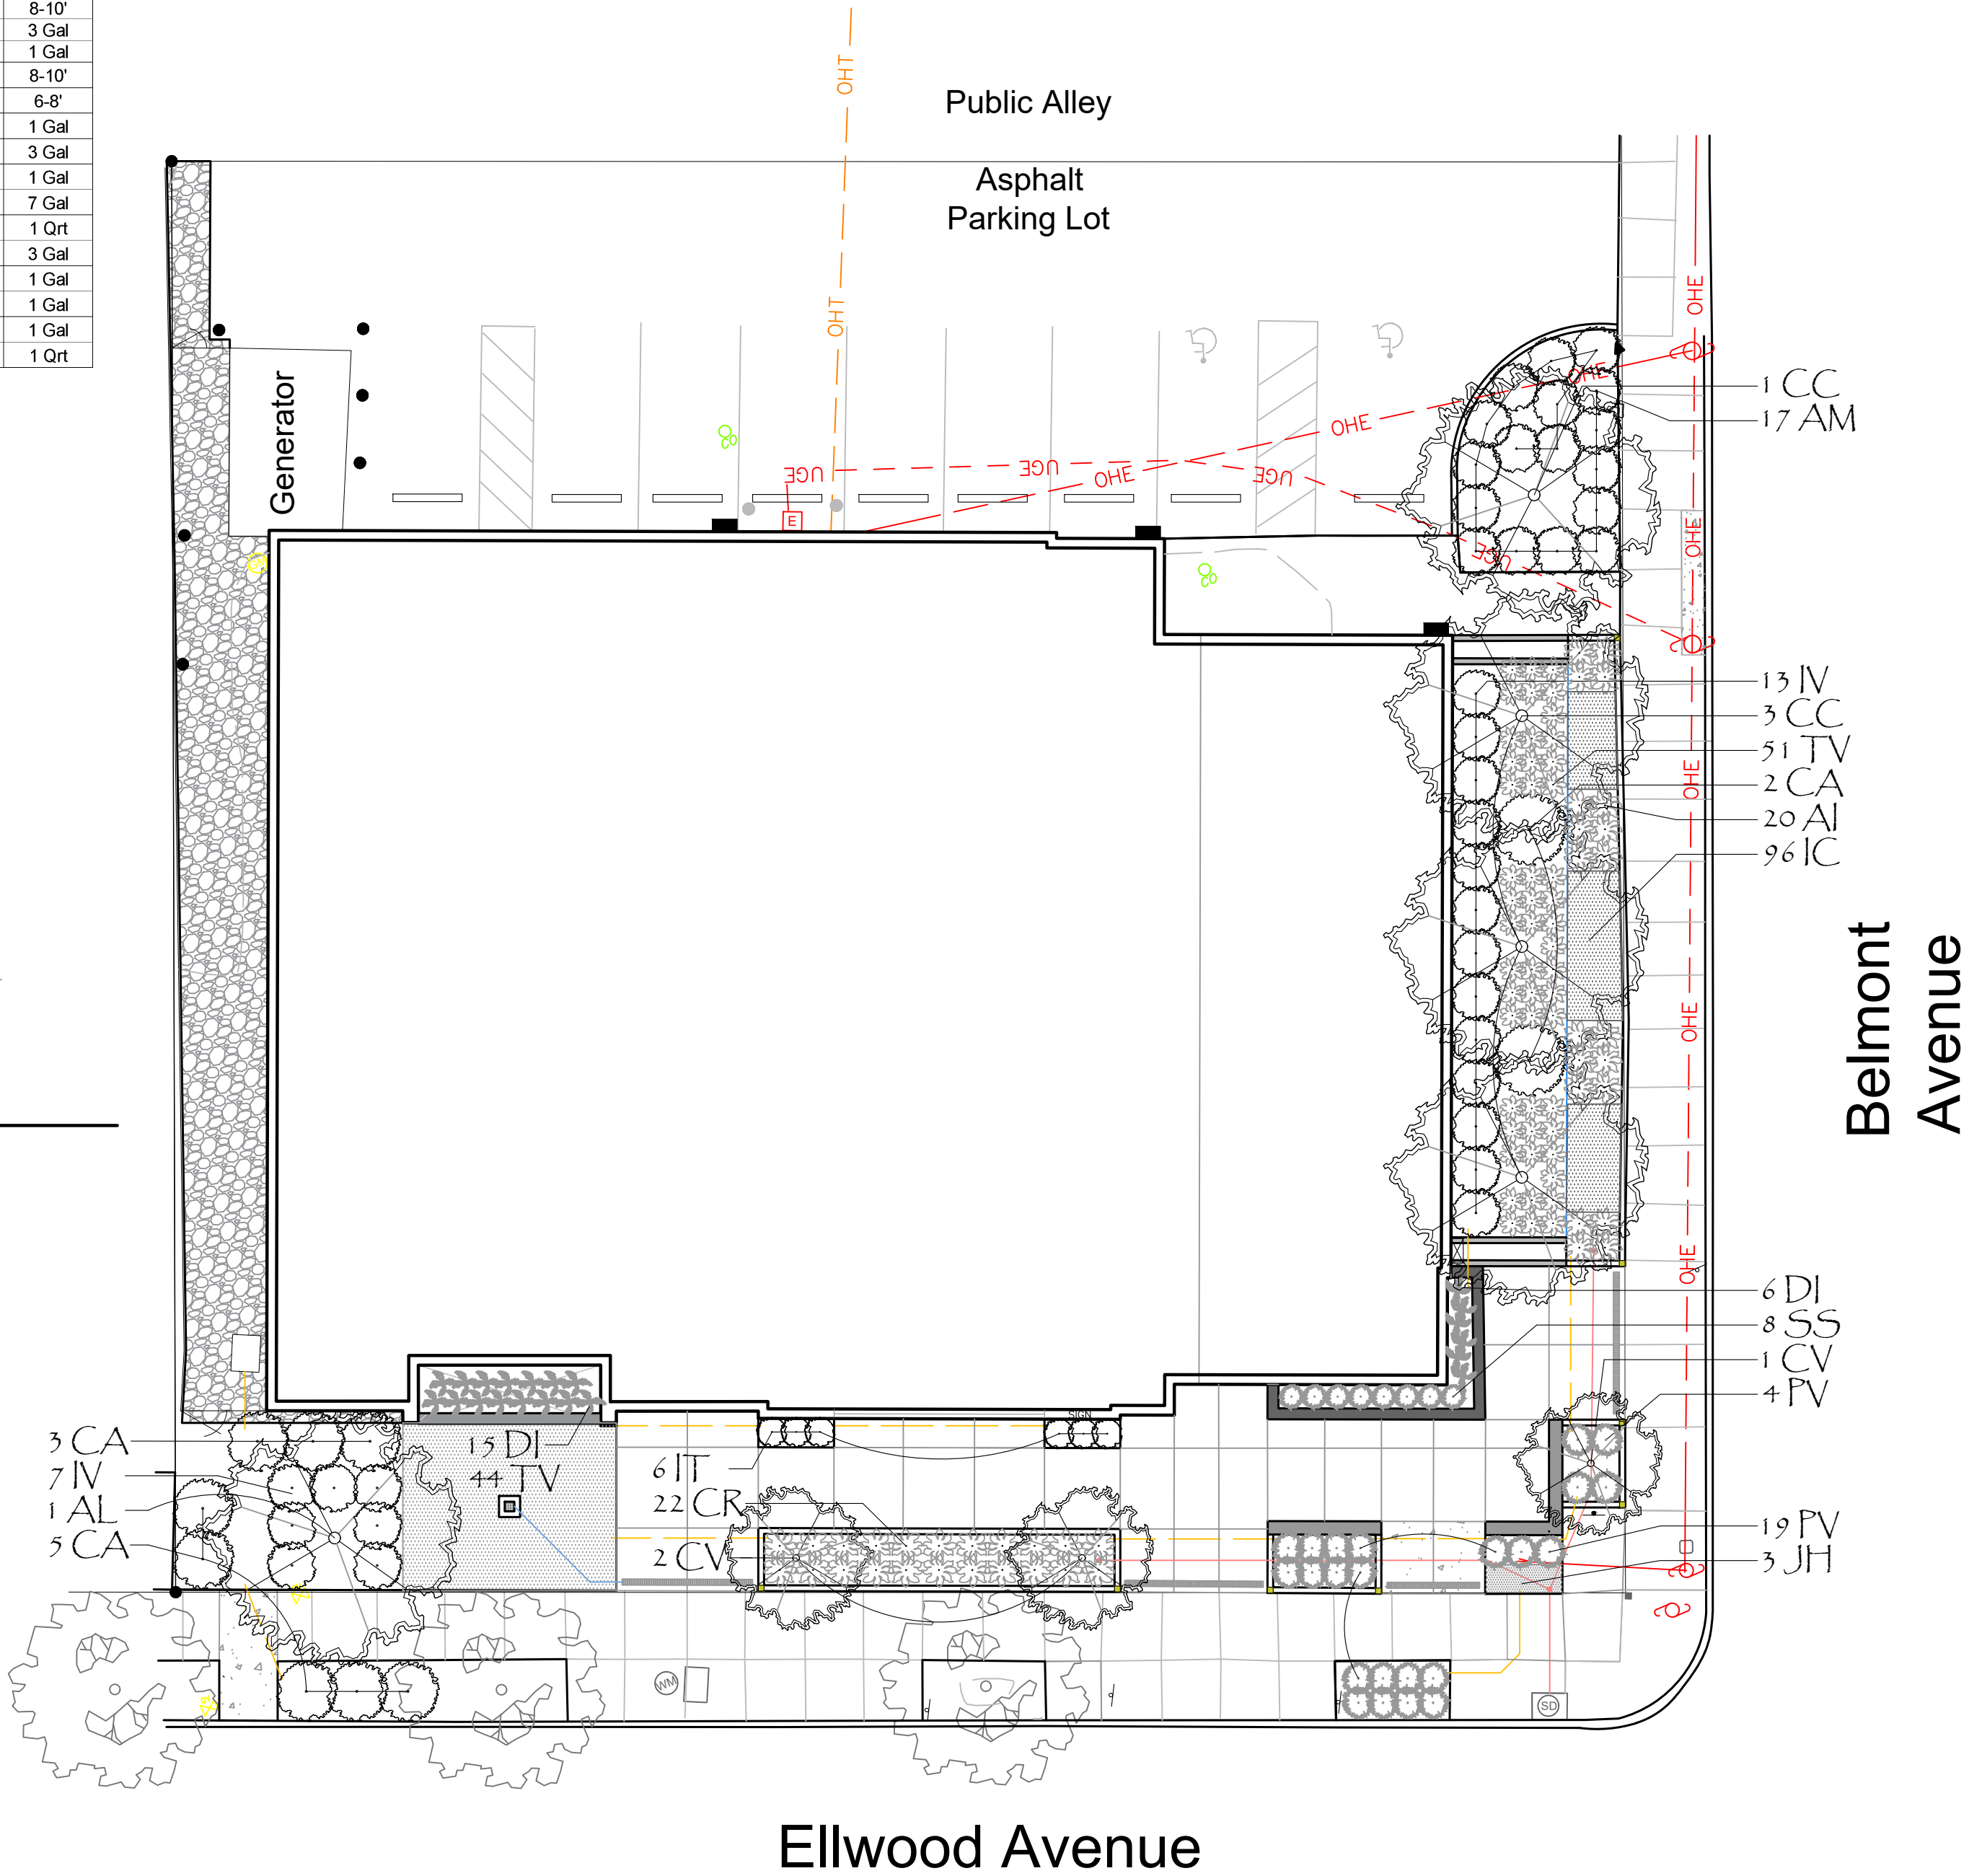 8-10'
3 Gal
1 Gal
8-10'
6-8'
1 Gal
3 Gal
1 Gal
7 Gal
1 Qrt
3 Gal
1 Gal
1 Gal
1 Gal
1 Qrt
OHT
Public Alley
Asphalt
Parking Lot
OHT
OHE
Generator
OHE
1 CC
17 AM
OHE
UGE
UGE
OHE
UGE
E
OHE
UGE
GM
13 IV
3 CC
51 TV
2 CA
20 AI
96 IC
OHE
OHE
Belmont
Avenue
OHE
6 DI
8 SS
1 CV
4 PV
SIGN
3 CA
7 IV
1 AL
5 CA
15 DI
44 TV
6 IT
22 CR
2 CV
19 PV
3 JH
WM
SD
Ellwood Avenue